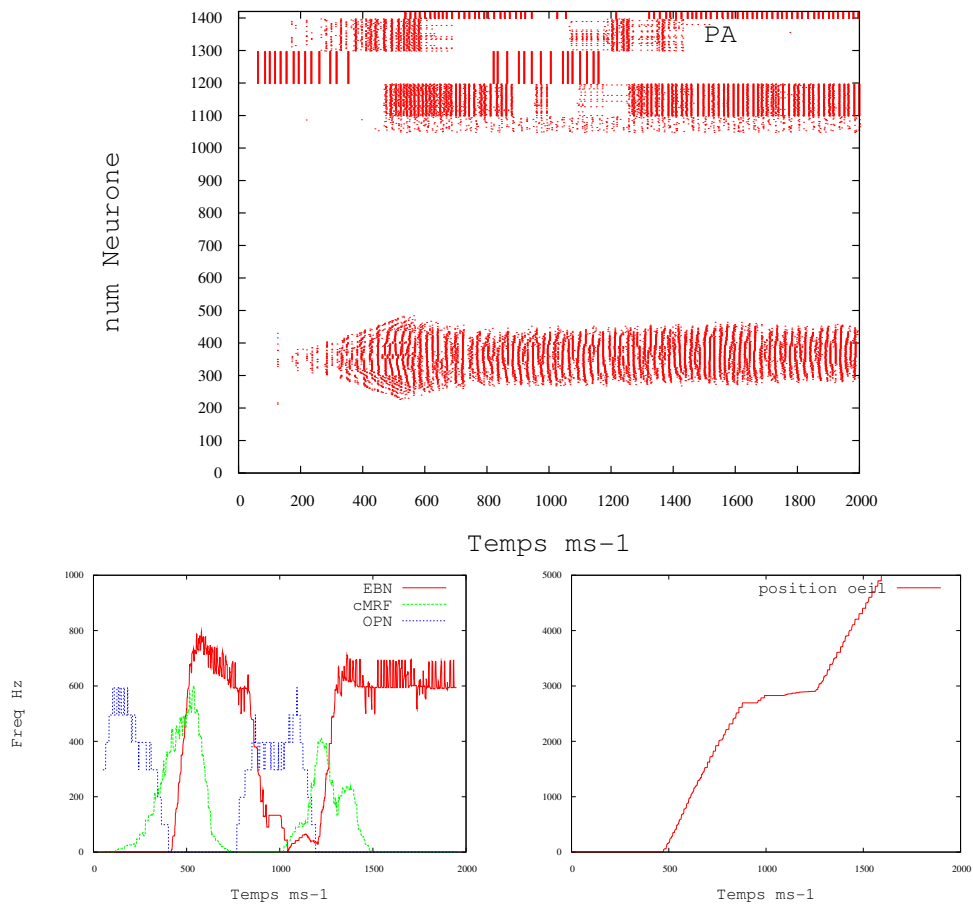 1400
1300
1200
1100
1000
900
800
700
600
500
400
300
200
100
0
num Neurone
PA
0 200 400 600 800 1000 1200 1400 1600 1800 2000
Temps ms-1
1000
800
600
400
200
0
Freq Hz
EBN
cMRF
OPN
0 500 1000 1500 2000
Temps ms-1
5000
4000
3000
2000
1000
0
position oeil
0 500 1000 1500 2000
Temps ms-1